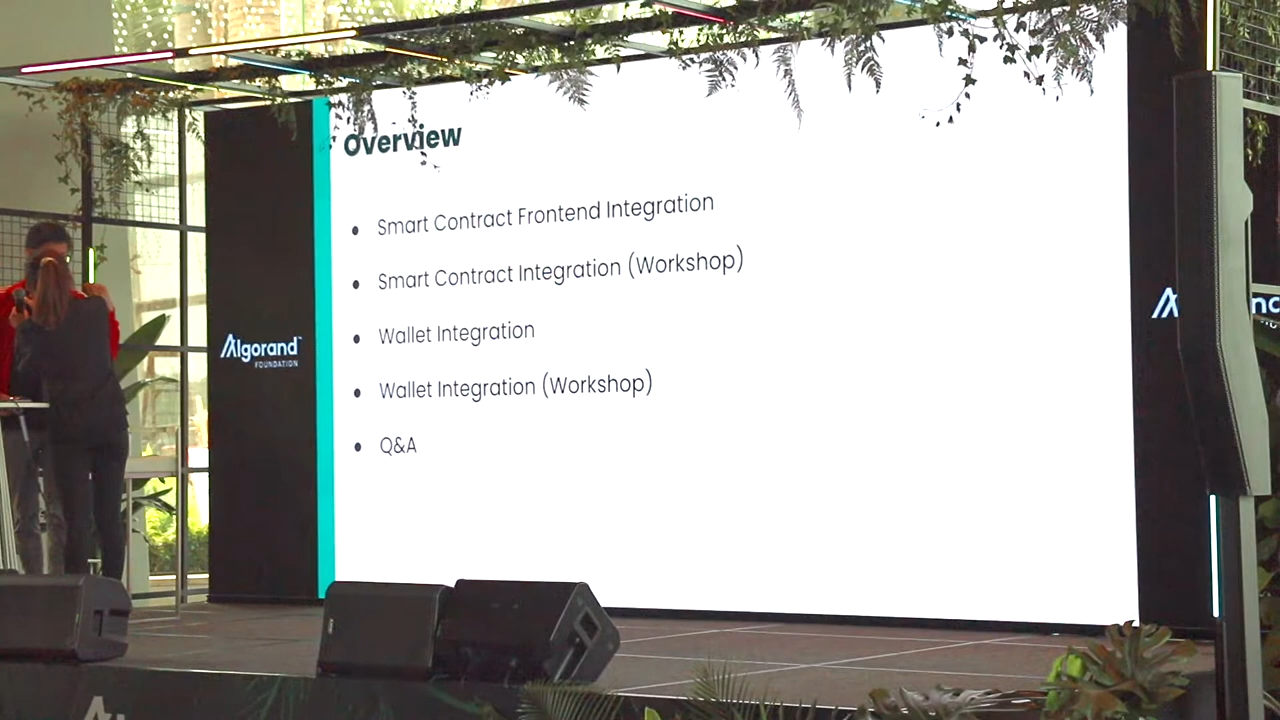 Overview
• Smart Contract Frontend Integration
• Smart Contract Integration (Workshop)
• Wallet Integration
• Wallet Integration (Workshop)
• Q&A
Algorand
FOUNDATION